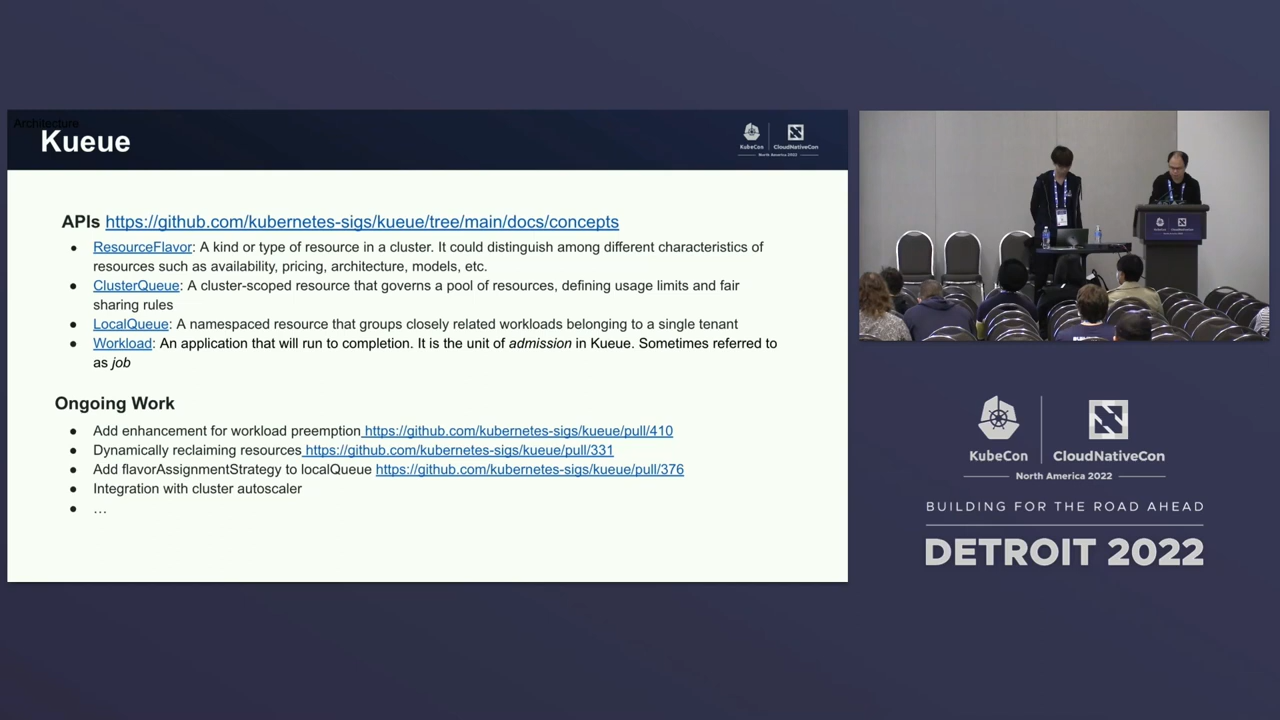 Architecture
Kueue
KubeCon
CloudNativeCon
North America 2022
APIs https://github.com/kubernetes-sigs/kueue/tree/main/docs/concepts
● ResourceFlavor: A kind or type of resource in a cluster. It could distinguish among different characteristics of
resources such as availability, pricing, architecture, models, etc.
● ClusterQueue: A cluster-scoped resource that governs a pool of resources, defining usage limits and fair
sharing rules
● LocalQueue: A namespaced resource that groups closely related workloads belonging to a single tenant
● Workload: An application that will run to completion. It is the unit of admission in Kueue. Sometimes referred to
as job
Ongoing Work
● Add enhancement for workload preemption https://github.com/kubernetes-sigs/kueue/pull/410
● Dynamically reclaiming resources https://github.com/kubernetes-sigs/kueue/pull/331
● Add flavorAssignmentStrategy to localQueue https://github.com/kubernetes-sigs/kueue/pull/376
● Integration with cluster autoscaler
● …
KubeCon
CloudNativeCon
North America 2022
BUILDING FOR THE ROAD AHEAD
DETROIT 2022